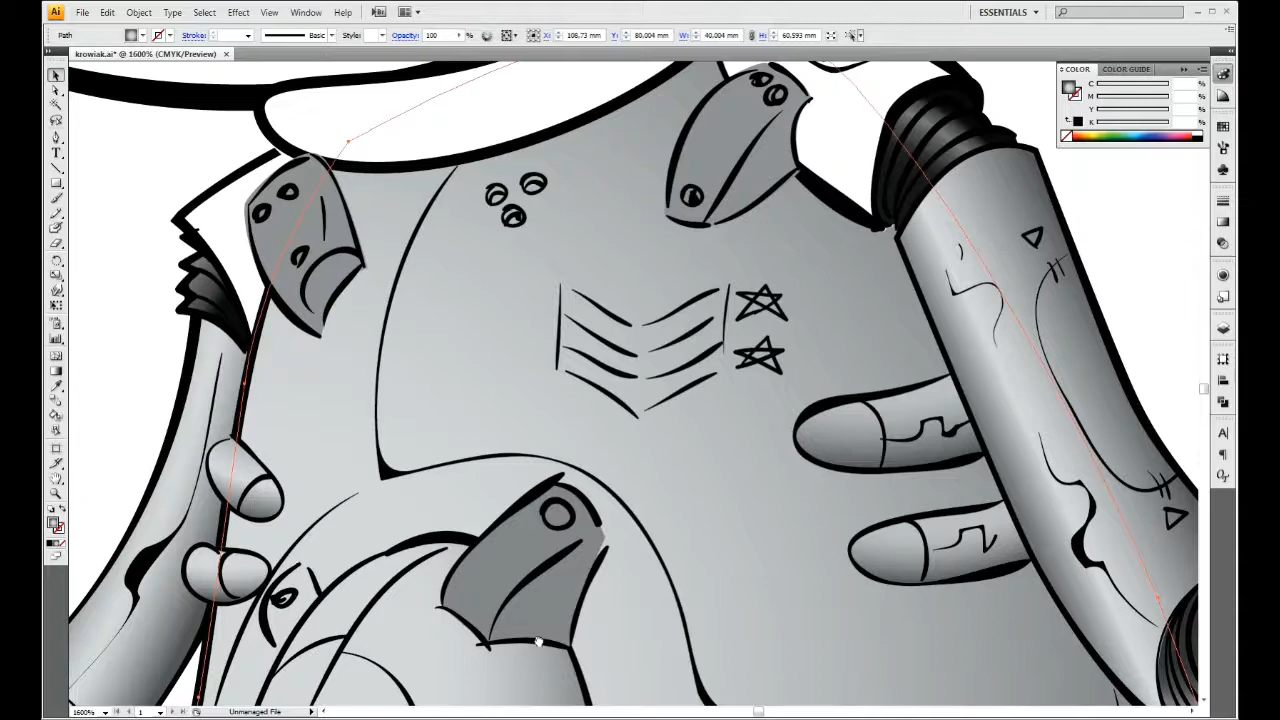 Ai File Edit Object Type Select Effect View Window Help Br ESSENTIALS
Path Stroke: Basic Style: Opacity: 100 % X: 108,73 mm Y: 80.004 mm W: 40.004 mm H: 60,593 mm
krowiak.ai* @ 1600% (CMYK/Preview)
COLOR COLOR GUIDE
C %
M %
Y %
K %
1600% 1 Unmanaged File